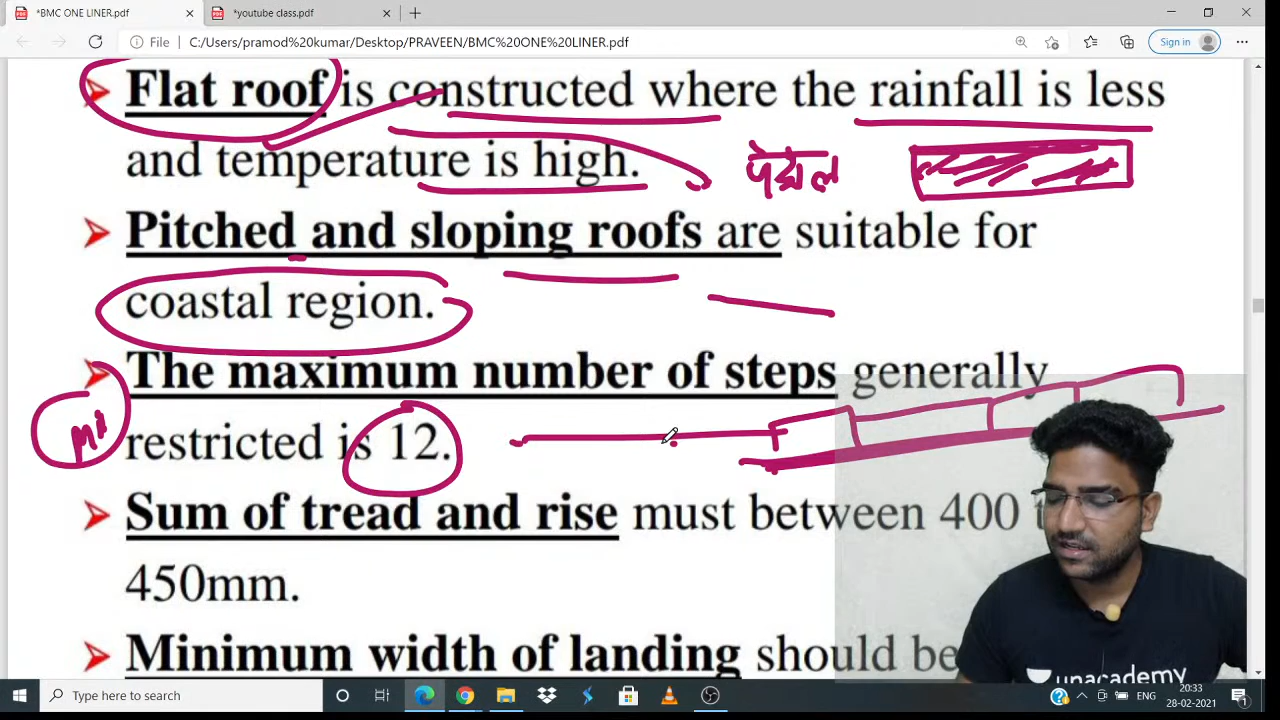 *BMC ONE LINER.pdf
*youtube class.pdf
File
C:/Users/pramod%20kumar/Desktop/PRAVEEN/BMC%20ONE%20LINER.pdf
Sign in
Flat roof is constructed where the rainfall is less
and temperature is high.
Pitched and sloping roofs are suitable for
coastal region.
The maximum number of steps generally
restricted is 12.
Sum of tread and rise must between 400
450mm.
Minimum width of landing should be
unacademy
Type here to search
ENG
20:33
28-02-2021
1